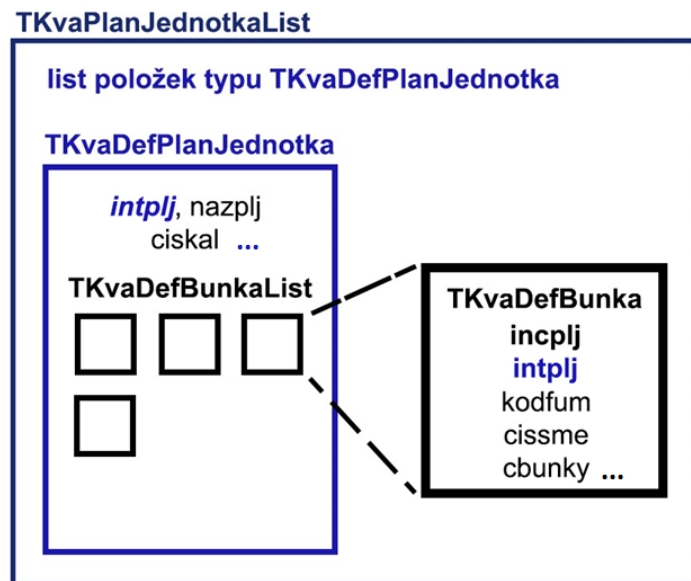 TKvaPlanJednotkaList
list položek typu TKvaDefPlanJednotka
TKvaDefPlanJednotka
intplj, nazplj
ciskal ...
TKvaDefBunkaList
TKvaDefBunka
incplj
intplj
kodfum
cissme
cbunky ...